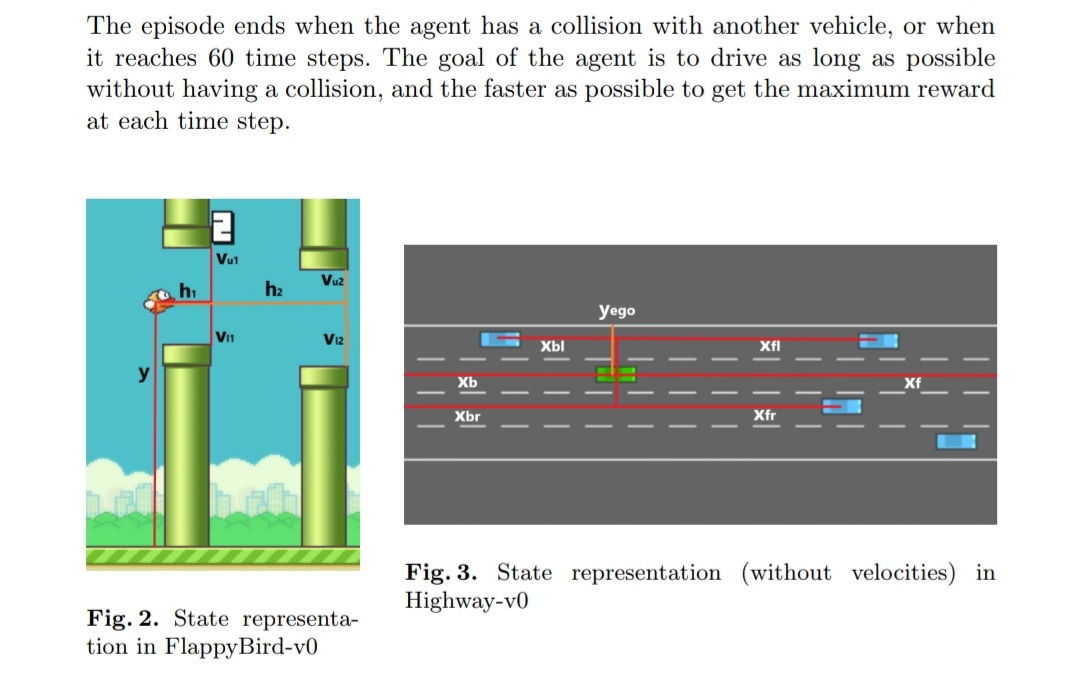 The episode ends when the agent has a collision with another vehicle, or when
it reaches 60 time steps. The goal of the agent is to drive as long as possible
without having a collision, and the faster as possible to get the maximum reward
at each time step.
2
Vu1
h1
h2
Vu2
Vl1
Vl2
y
Yego
Xbl
Xfl
Xb
Xf
Xbr
Xfr
Fig. 3. State representation (without velocities) in
Highway-v0
Fig. 2. State representa-
tion in FlappyBird-v0